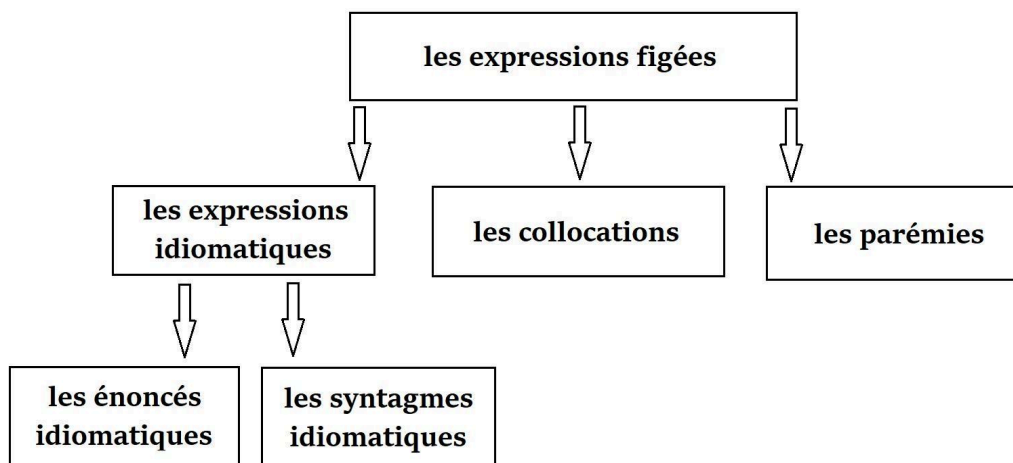 les expressions figées
les expressions
idiomatiques
les collocations
les parémies
les énoncés
idiomatiques
les syntagmes
idiomatiques